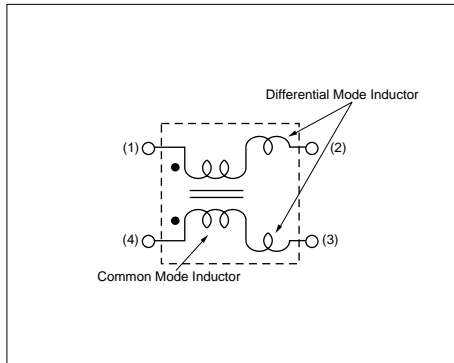 Differential Mode Inductor
(1)
(2)
(4)
(3)
Common Mode Inductor